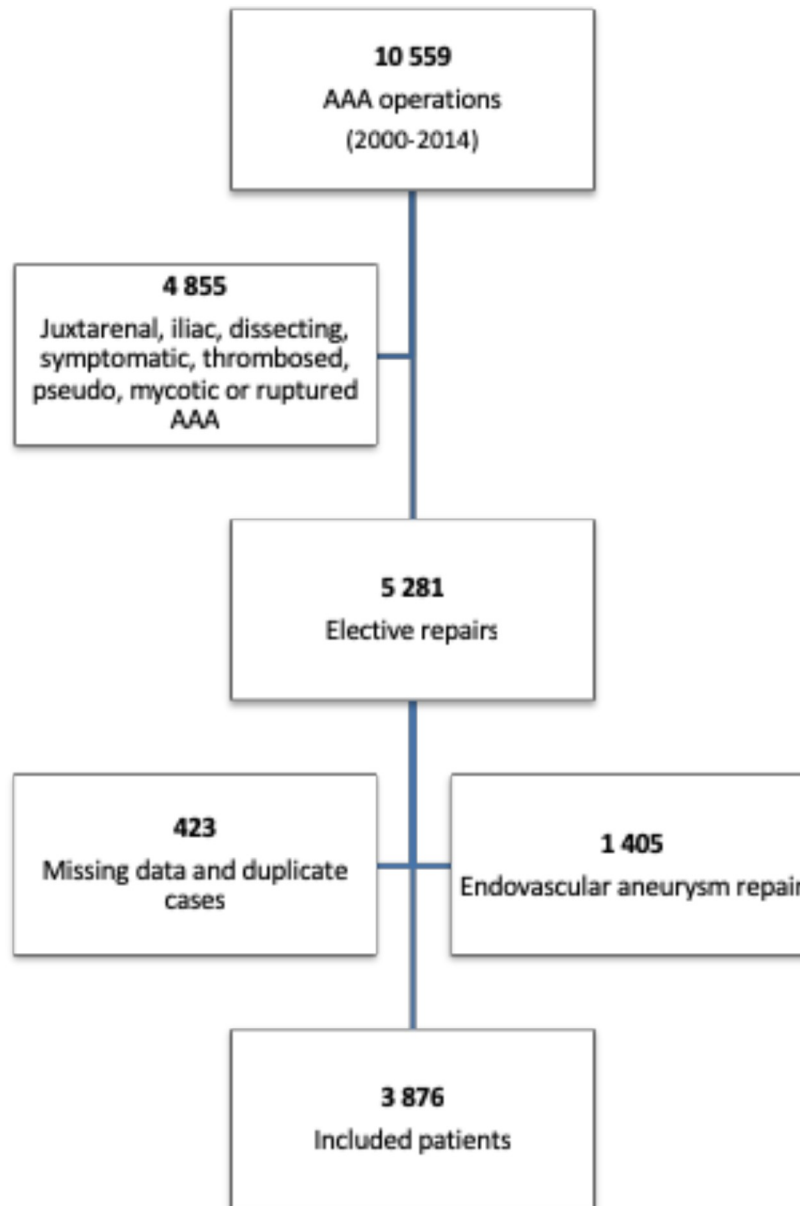 10 559
AAA operations
(2000-2014)
4 855
Juxtarenal, iliac, dissecting,
symptomatic, thrombosed,
pseudo, mycotic or ruptured
AAA
5 281
Elective repairs
423
Missing data and duplicate
cases
1 405
Endovascular aneurysm repair
3 876
Included patients